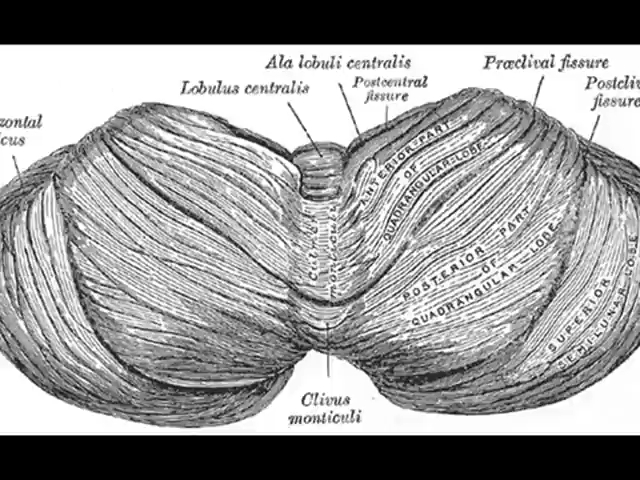 Ala lobuli centralis
Præclival fissure
Lobulus centralis
Postcentral
fissure
Postcliv
fissure
zontal
cus
ANTERIOR PART
OF
QUADRANGULAR LOBE
POSTERIOR PART
OF
QUADRANGULAR LOBE
SUPERIOR
SEMILUNAR LOBE
Clivus
monticuli